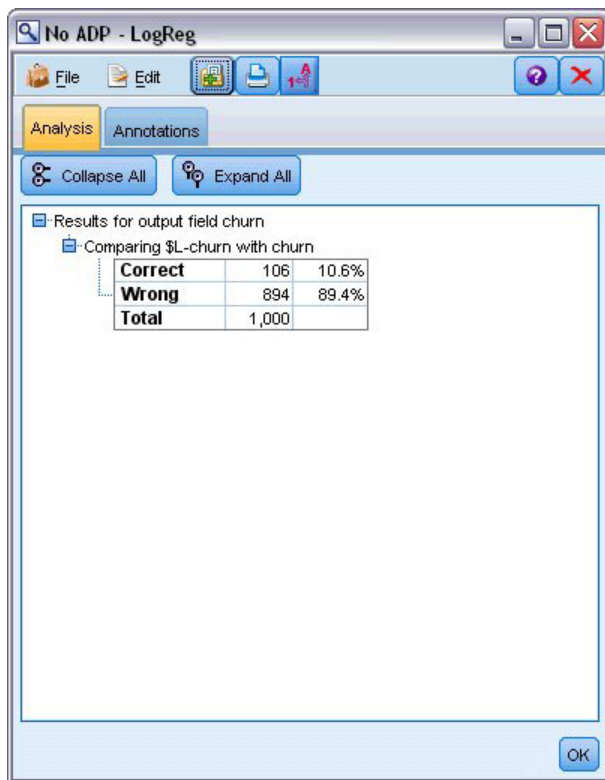 No ADP - LogReg
File Edit
Analysis Annotations
Collapse All Expand All
Results for output field churn
Comparing $L-churn with churn
Correct 106 10.6%
Wrong 894 89.4%
Total 1,000
OK